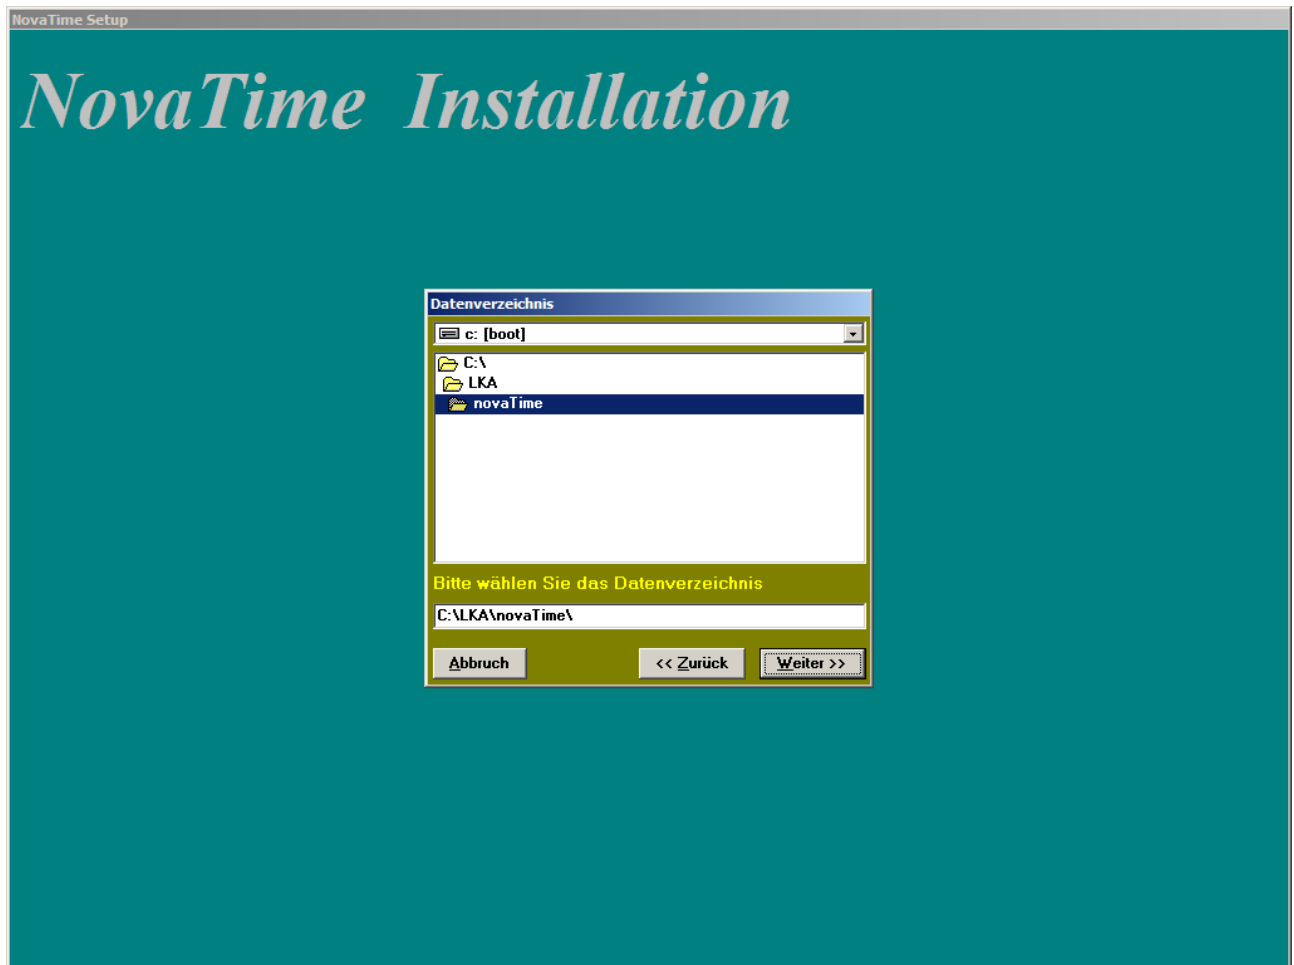 NovaTime Setup
NovaTime Installation
Datenverzeichnis
c: [boot]
C:\
LKA
novaTime
Bitte wählen Sie das Datenverzeichnis
C:\LKA\novaTime\
Abbruch << Zurück Weiter >>